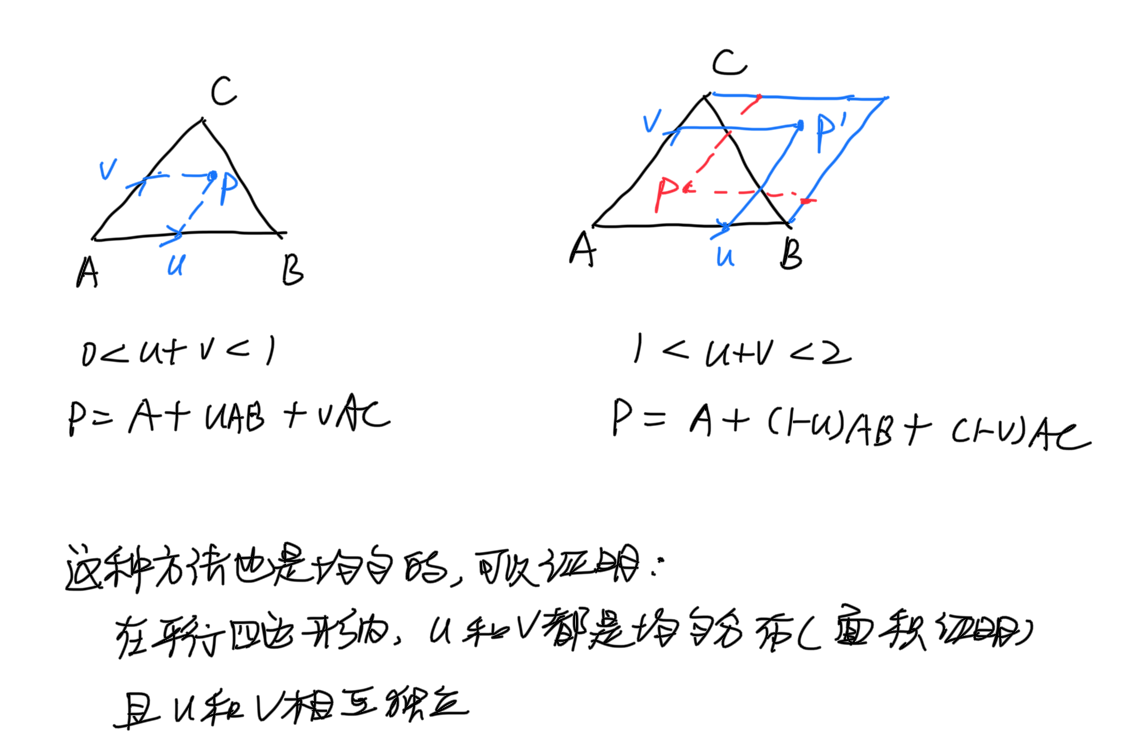 C
V
P
A
u
B
C
V
P'
P
A
u
B
0<u+v<1
P=A+uAB+vAC
1<u+v<2
P=A+(1-u)AB+(1-v)AC
这种方法也是均匀的,可以证明:
在平行四边形内,u和v都是均匀分布(面积证明)
且u和v相互独立